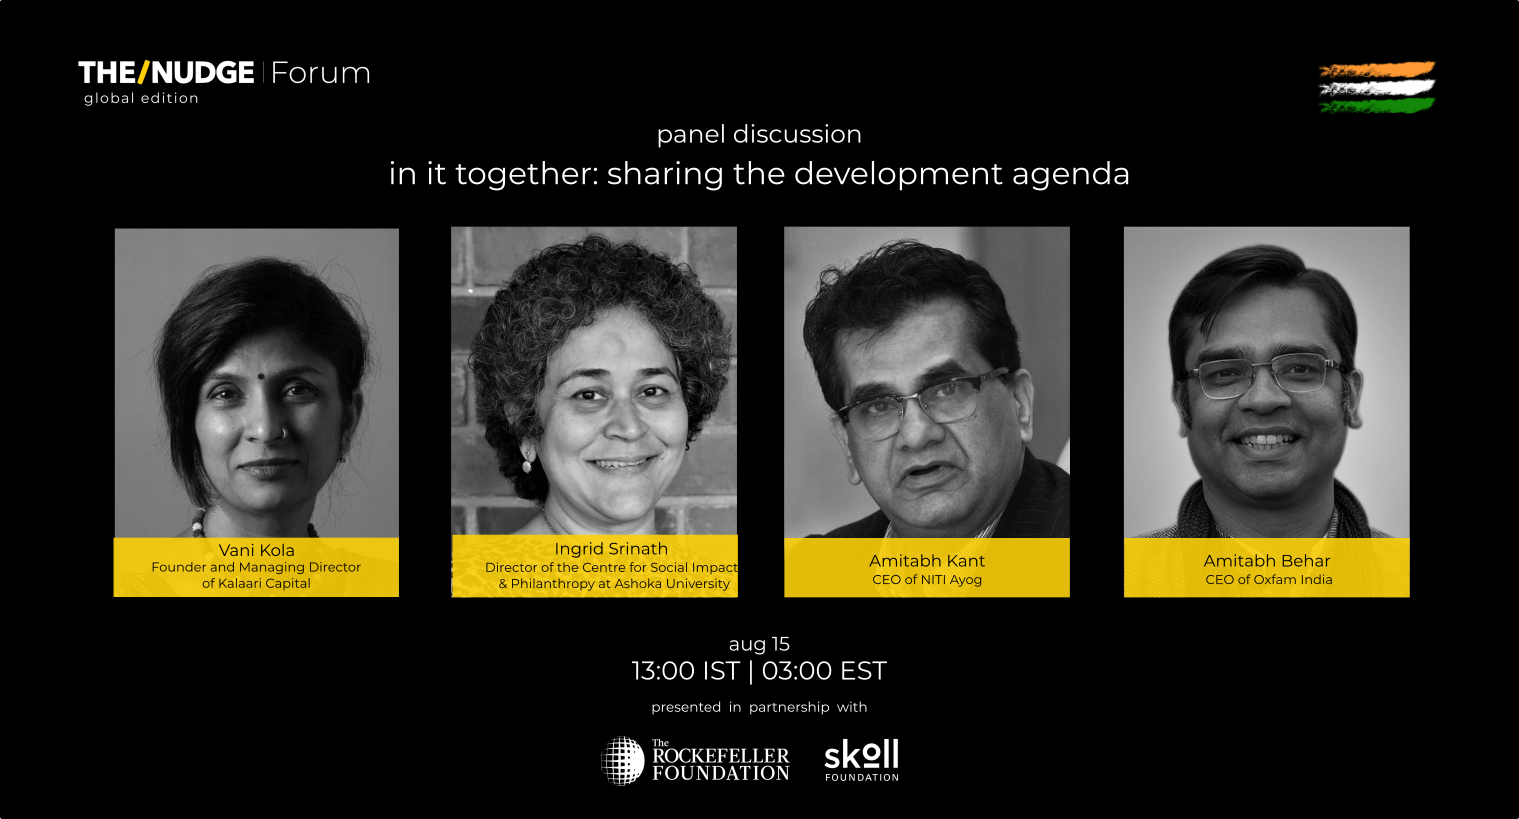 THE/NUDGE | Forum
global edition
panel discussion
in it together: sharing the development agenda
Vani Kola
Founder and Managing Director
of Kalaari Capital
Ingrid Srinath
Director of the Centre for Social Impact
& Philanthropy at Ashoka University
Amitabh Kant
CEO of NITI Ayog
Amitabh Behar
CEO of Oxfam India
aug 15
13:00 IST | 03:00 EST
presented in partnership with
The
ROCKEFELLER
FOUNDATION
skoll
FOUNDATION